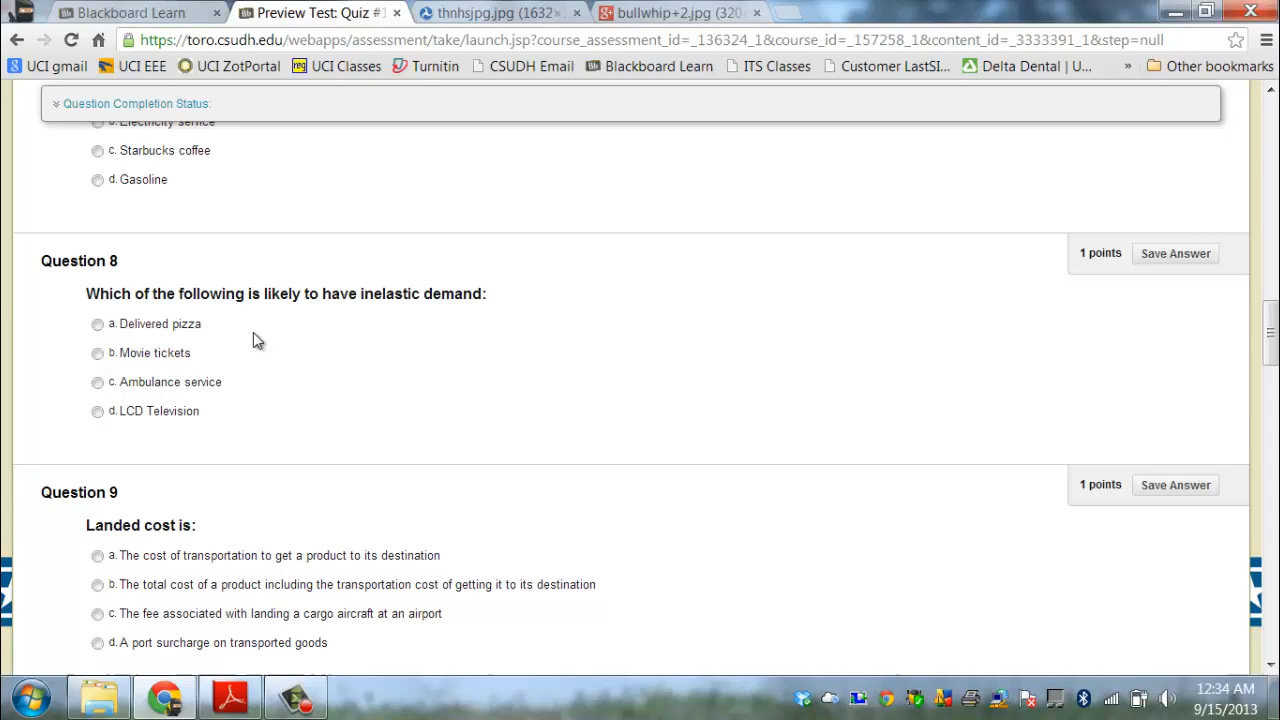 Blackboard Learn
Preview Test: Quiz #1
thnhsjpg.jpg (1632×
bullwhip+2.jpg (320
https://toro.csudh.edu/webapps/assessment/take/launch.jsp?course_assessment_id=_136324_1&course_id=_157258_1&content_id=_3333391_1&step=null
UCI gmail
UCI EEE
UCI ZotPortal
UCI Classes
Turnitin
CSUDH Email
Blackboard Learn
ITS Classes
Customer LastSI...
Delta Dental | U...
» Other bookmarks
Question Completion Status:
b. Electricity service
c. Starbucks coffee
d. Gasoline
Question 8
1 points
Save Answer
Which of the following is likely to have inelastic demand:
a. Delivered pizza
b. Movie tickets
c. Ambulance service
d. LCD Television
Question 9
1 points
Save Answer
Landed cost is:
a. The cost of transportation to get a product to its destination
b. The total cost of a product including the transportation cost of getting it to its destination
c. The fee associated with landing a cargo aircraft at an airport
d. A port surcharge on transported goods
12:34 AM
9/15/2013